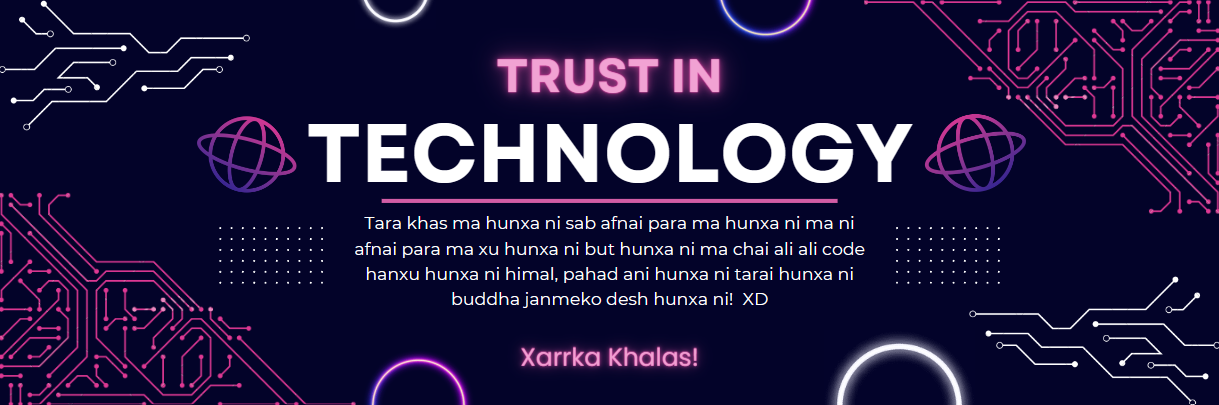 TRUST IN
TECHNOLOGY
Tara khas ma hunxa ni sab afnai para ma hunxa ni ma ni
afnai para ma xu hunxa ni but hunxa ni ma chai ali ali code
hanxu hunxa ni himal, pahad ani hunxa ni tarai hunxa ni
buddha janmeko desh hunxa ni!  XD
Xarrka Khalas!